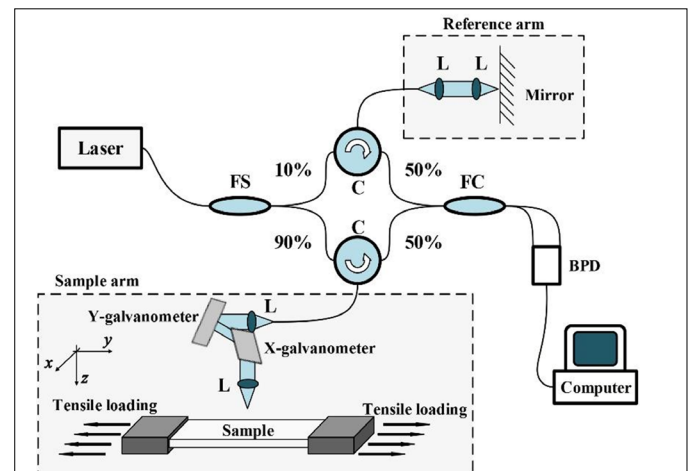 Reference arm
L L
Mirror
Laser
FS
10%
C
50%
FC
90%
C
50%
BPD
Sample arm
Y-galvanometer
L
X-galvanometer
y
x
z
L
Computer
Tensile loading
Tensile loading
Sample